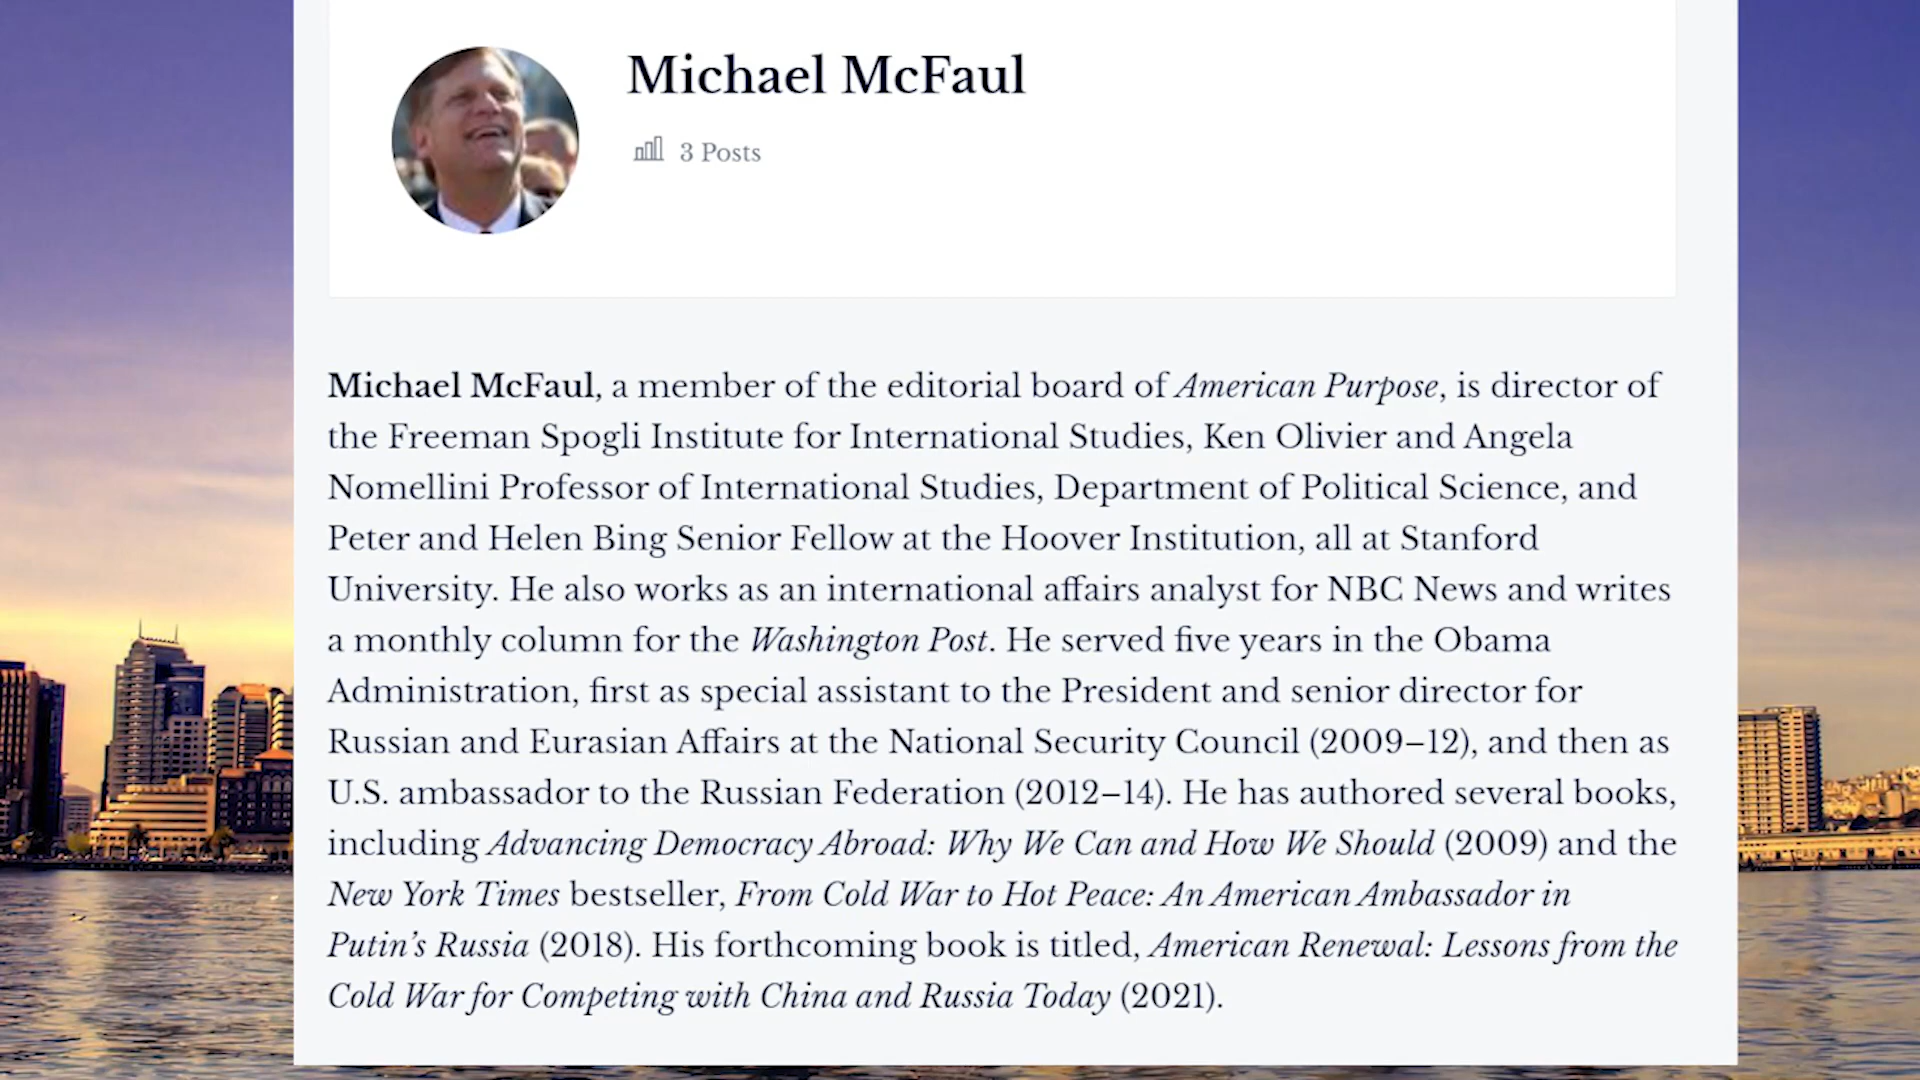 Michael McFaul
3 Posts
Michael McFaul, a member of the editorial board of American Purpose, is director of
the Freeman Spogli Institute for International Studies, Ken Olivier and Angela
Nomellini Professor of International Studies, Department of Political Science, and
Peter and Helen Bing Senior Fellow at the Hoover Institution, all at Stanford
University. He also works as an international affairs analyst for NBC News and writes
a monthly column for the Washington Post. He served five years in the Obama
Administration, first as special assistant to the President and senior director for
Russian and Eurasian Affairs at the National Security Council (2009–12), and then as
U.S. ambassador to the Russian Federation (2012–14). He has authored several books,
including Advancing Democracy Abroad: Why We Can and How We Should (2009) and the
New York Times bestseller, From Cold War to Hot Peace: An American Ambassador in
Putin's Russia (2018). His forthcoming book is titled, American Renewal: Lessons from the
Cold War for Competing with China and Russia Today (2021).